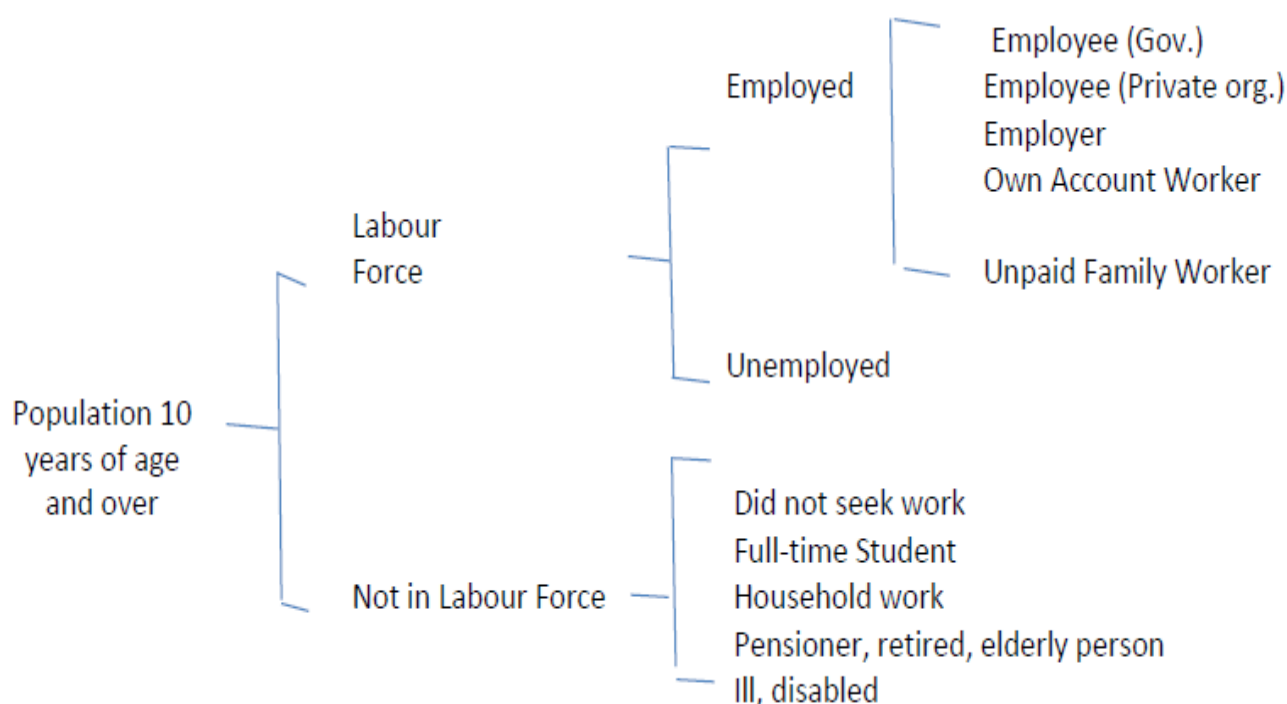 Employee (Gov.)
Employed
Employee (Private org.)
Employer
Own Account Worker
Labour
Force
Unpaid Family Worker
Unemployed
Population 10
years of age
and over
Did not seek work
Full-time Student
Not in Labour Force
Household work
Pensioner, retired, elderly person
Ill, disabled